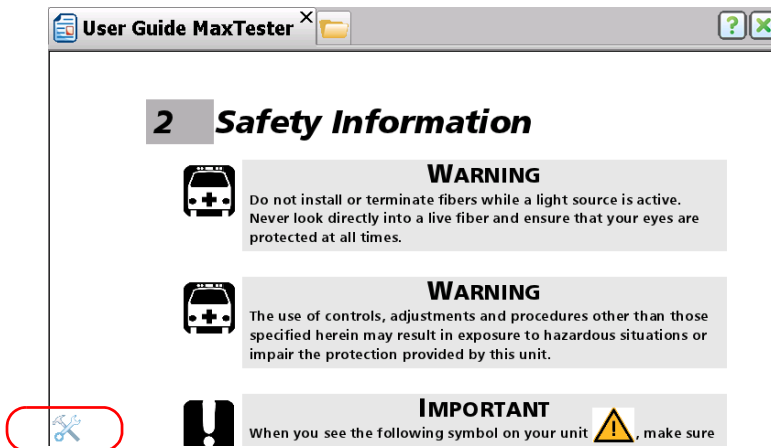 User Guide MaxTester
2 Safety Information
WARNING
Do not install or terminate fibers while a light source is active.
Never look directly into a live fiber and ensure that your eyes are
protected at all times.
WARNING
The use of controls, adjustments and procedures other than those
specified herein may result in exposure to hazardous situations or
impair the protection provided by this unit.
IMPORTANT
When you see the following symbol on your unit , make sure